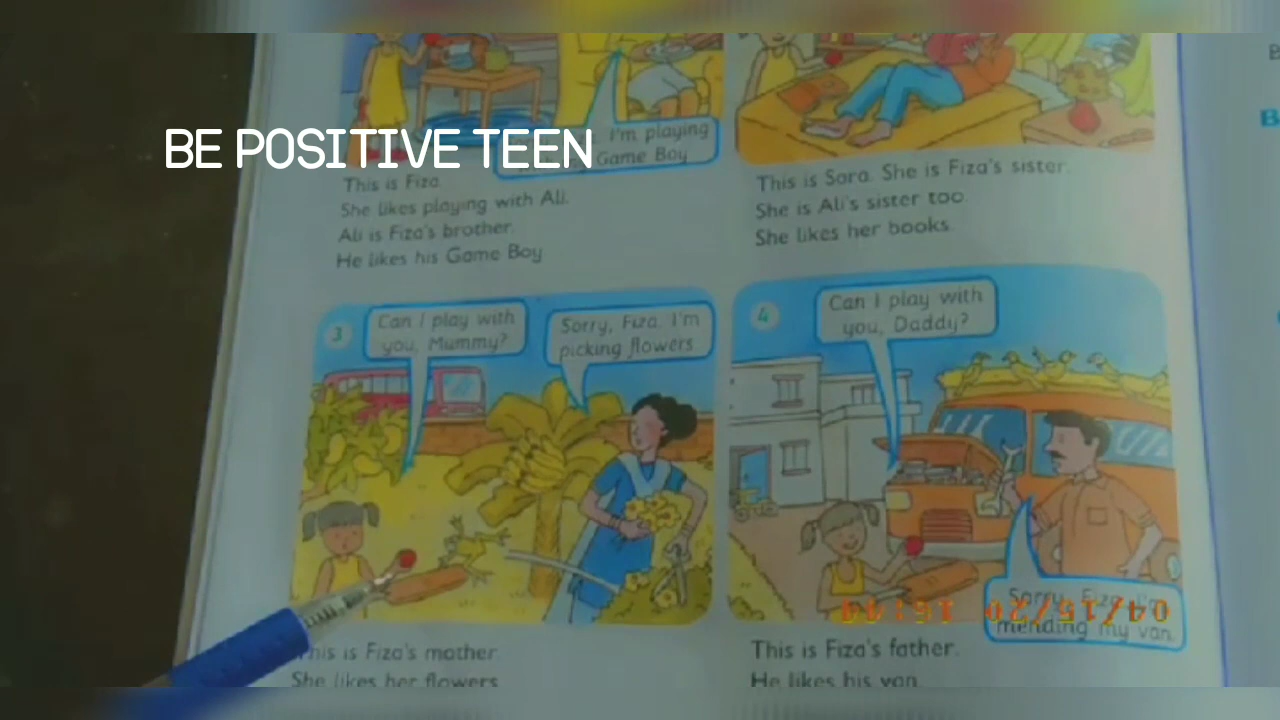 BE POSITIVE TEEN
I'm playing
Game Boy
This is Fiza.
She likes playing with Ali.
Ali is Fiza's brother.
He likes his Game Boy
This is Sara. She is Fiza's sister.
She is Ali's sister too.
She likes her books.
3
Can I play with
you, Mummy?
Sorry, Fiza. I'm
picking flowers
This is Fiza's mother.
She likes her flowers
4
Can I play with
you, Daddy?
Sorry, Fiza. I'm
mending my van.
This is Fiza's father.
He likes his van